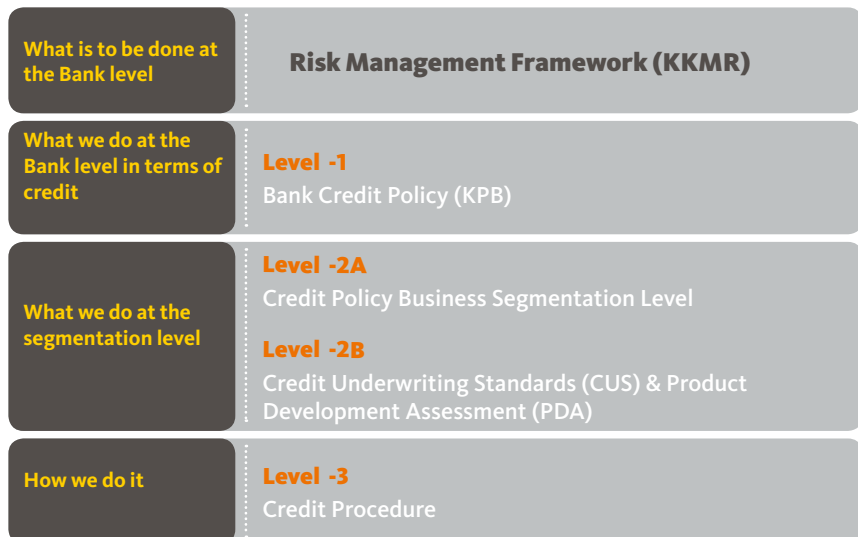 What is to be done at
the Bank level
Risk Management Framework (KKMR)
What we do at the
Bank level in terms of
credit
Level -1
Bank Credit Policy (KPB)
What we do at the
segmentation level
Level -2A
Credit Policy Business Segmentation Level
Level -2B
Credit Underwriting Standards (CUS) & Product
Development Assessment (PDA)
How we do it
Level -3
Credit Procedure